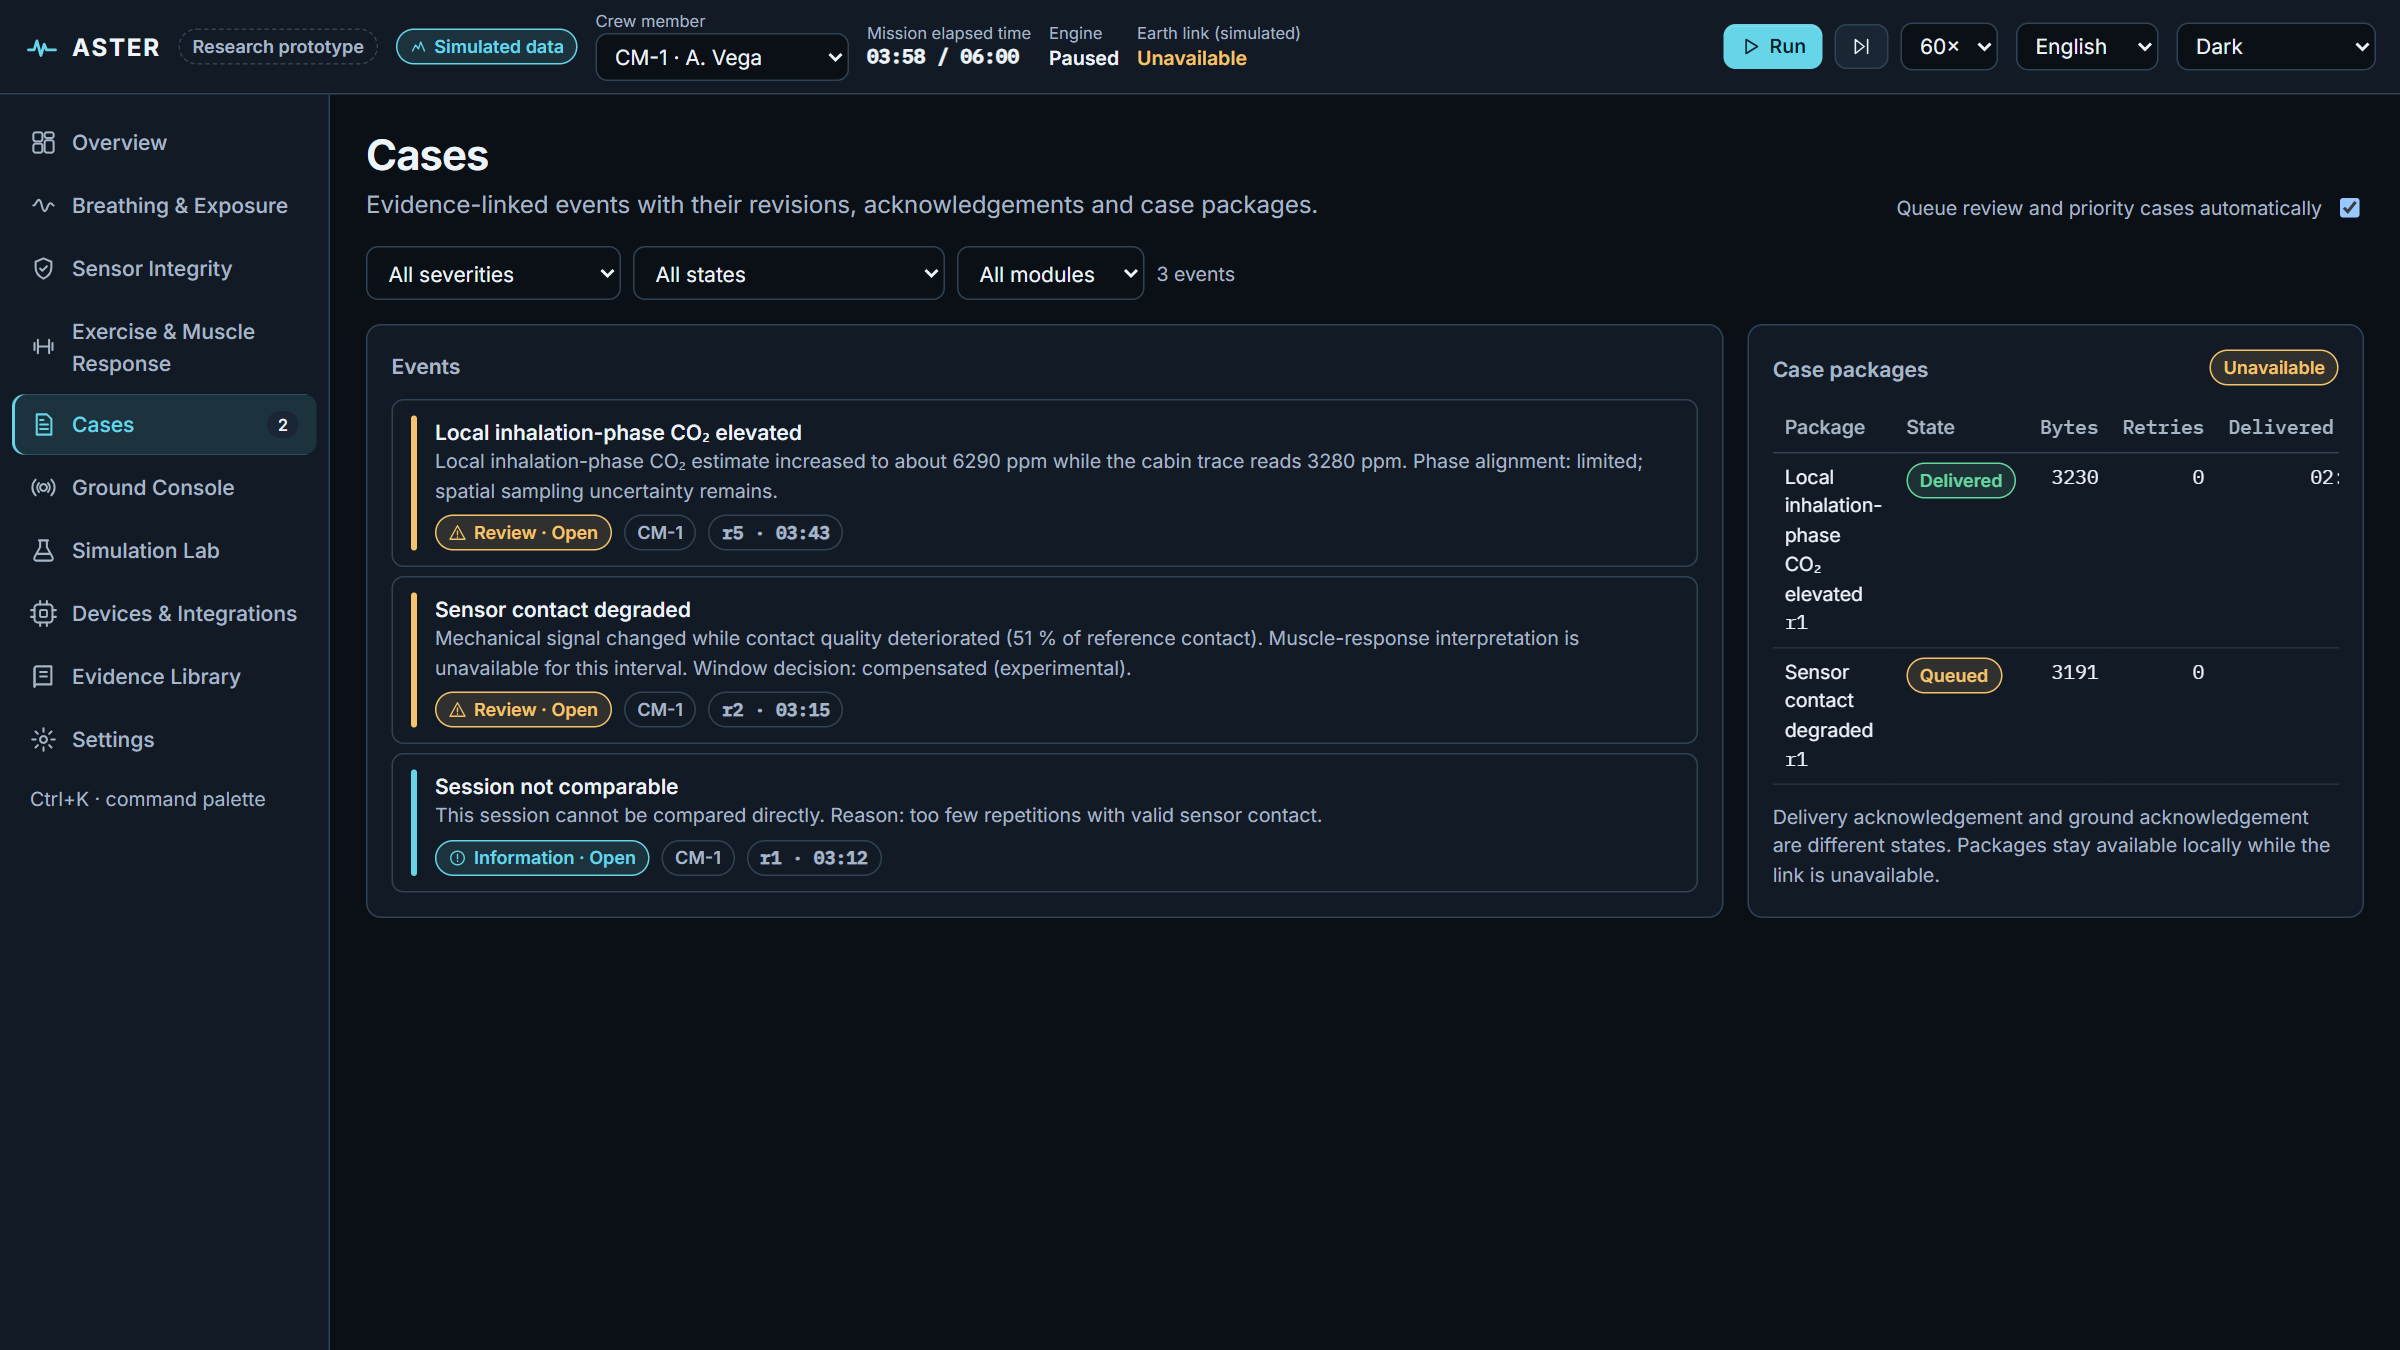 ASTER
Research prototype
Simulated data
Crew member
CM-1 · A. Vega
Mission elapsed time
03:58 / 06:00
Engine
Paused
Earth link (simulated)
Unavailable
Run
60×
English
Dark
Overview
Breathing & Exposure
Sensor Integrity
Exercise & Muscle
Response
Cases
2
Ground Console
Simulation Lab
Devices & Integrations
Evidence Library
Settings
Ctrl+K · command palette
Cases
Evidence-linked events with their revisions, acknowledgements and case packages.
Queue review and priority cases automatically
All severities
All states
All modules
3 events
Events
Local inhalation-phase CO₂ elevated
Local inhalation-phase CO₂ estimate increased to about 6290 ppm while the cabin trace reads 3280 ppm. Phase alignment: limited;
spatial sampling uncertainty remains.
Review · Open
CM-1
r5 · 03:43
Sensor contact degraded
Mechanical signal changed while contact quality deteriorated (51 % of reference contact). Muscle-response interpretation is
unavailable for this interval. Window decision: compensated (experimental).
Review · Open
CM-1
r2 · 03:15
Session not comparable
This session cannot be compared directly. Reason: too few repetitions with valid sensor contact.
Information · Open
CM-1
r1 · 03:12
Case packages
Unavailable
Package State Bytes Retries Delivered
Local
inhalation-
phase
CO₂
elevated
r1
Delivered
3230
0
02:
Sensor
contact
degraded
r1
Queued
3191
0
Delivery acknowledgement and ground acknowledgement
are different states. Packages stay available locally while the
link is unavailable.